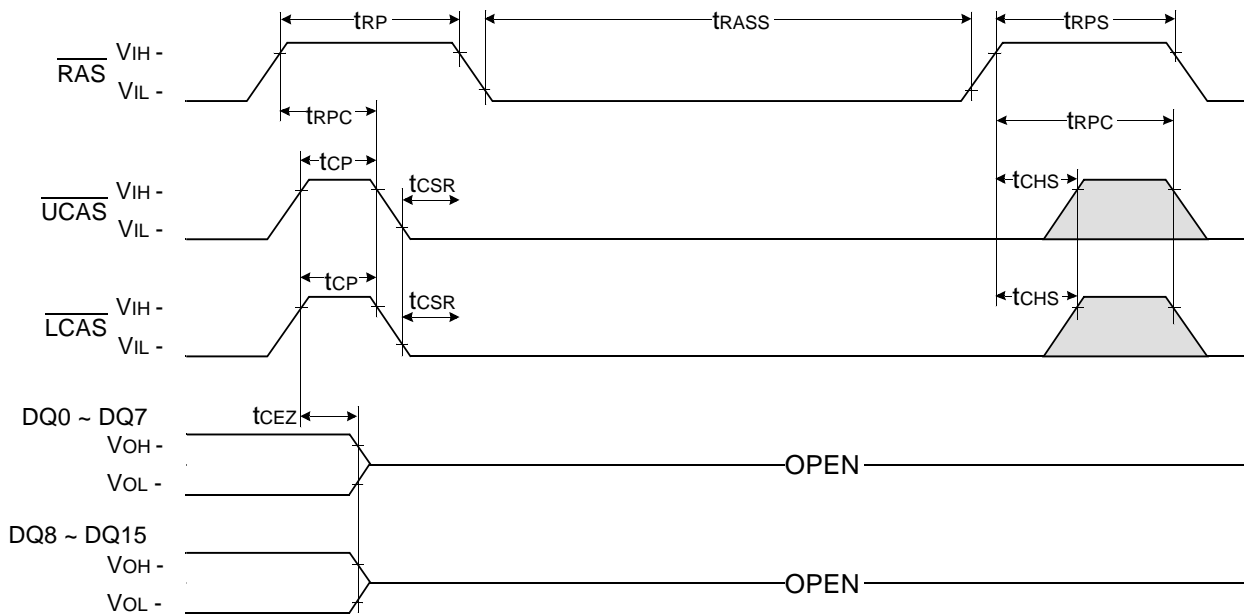 tRP tRASS tRPS
RAS VIH -
VIL -
tRPC tRPC
tCP
UCAS VIH - tCSR tCHS
VIL -
tCP
LCAS VIH - tCSR tCHS
VIL -
DQ0 ~ DQ7 tCEZ
VOH -
OPEN
VOL -
DQ8 ~ DQ15
VOH -
OPEN
VOL -